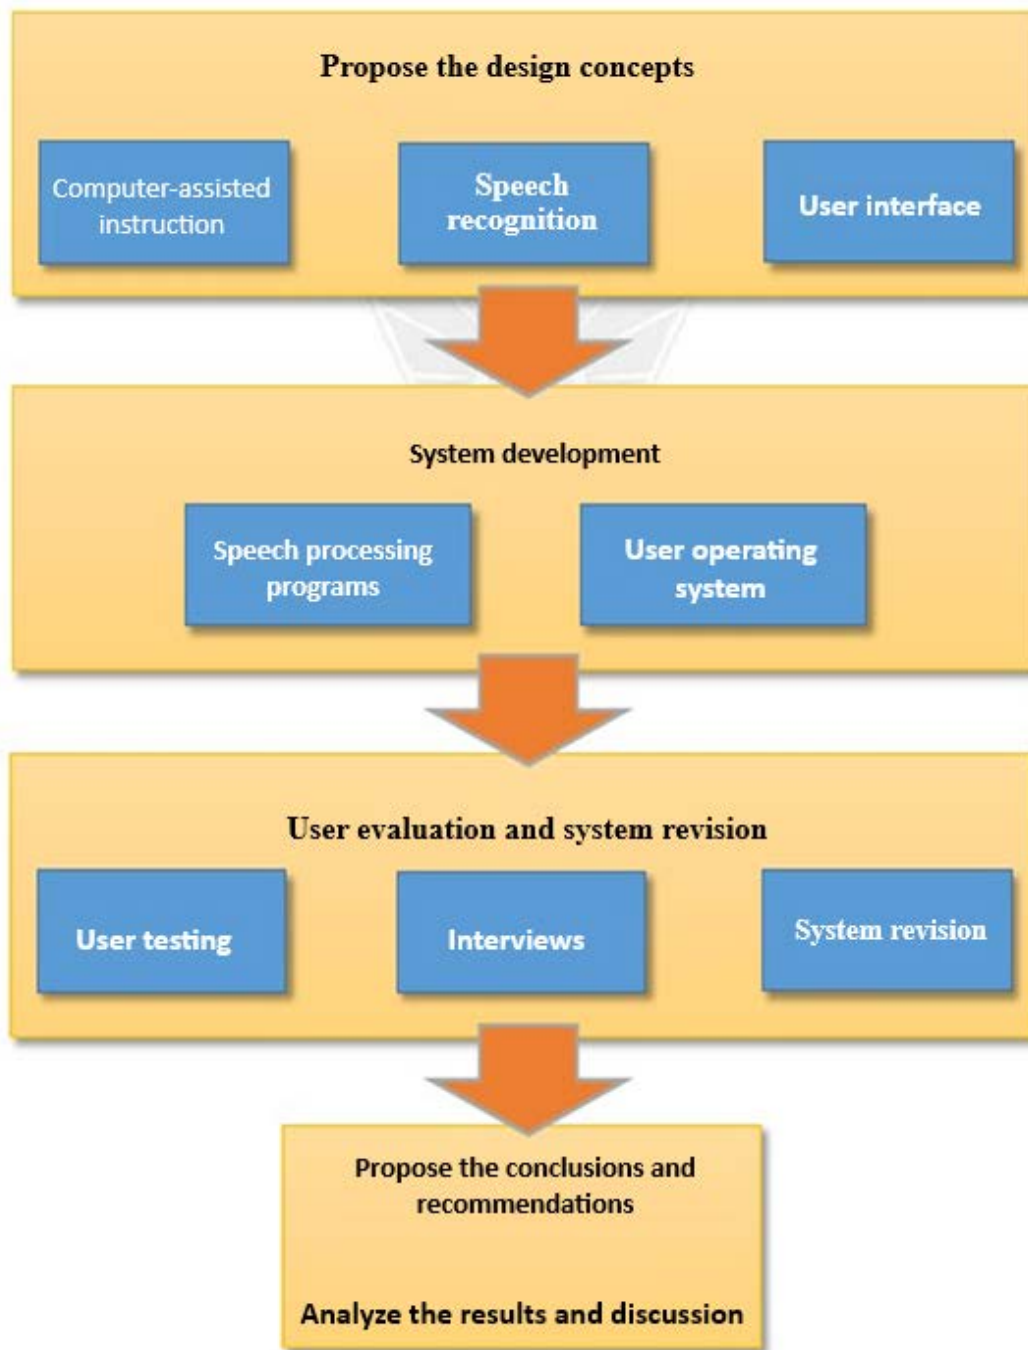 Propose the design concepts
Computer-assisted
instruction
Speech
recognition
User interface
System development
Speech processing
programs
User operating
system
User evaluation and system revision
User testing
Interviews
System revision
Propose the conclusions and
recommendations
Analyze the results and discussion